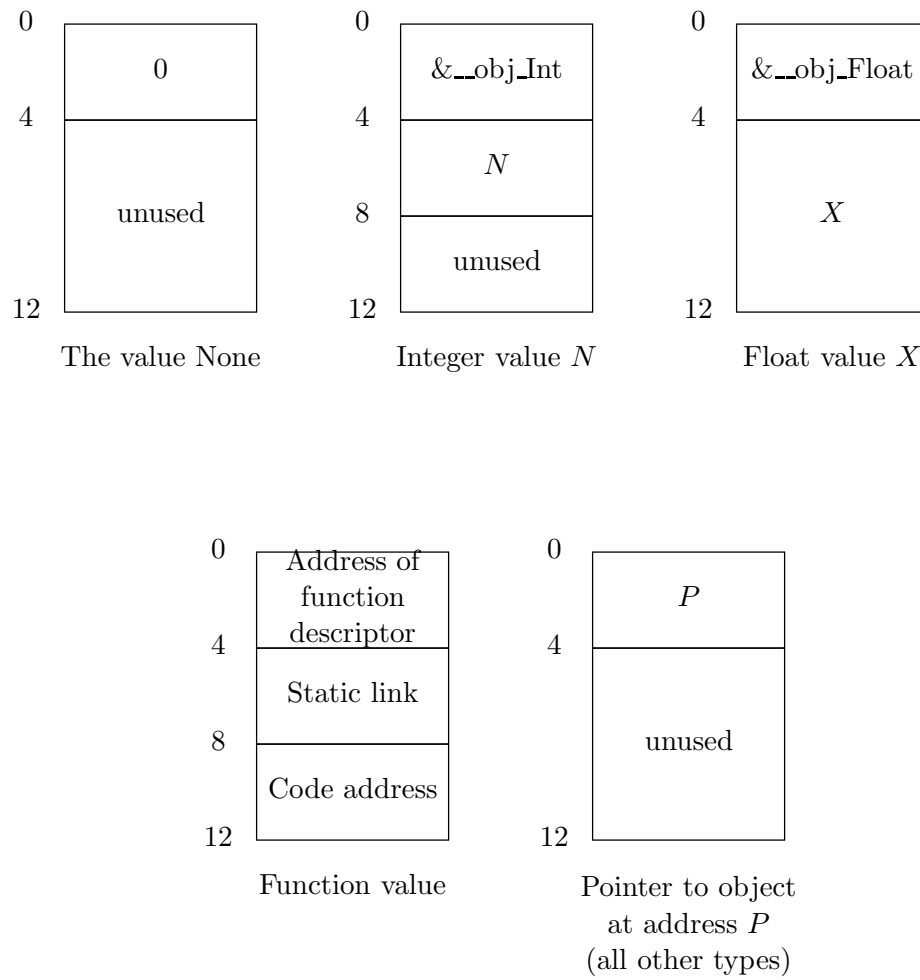 0
0
4
unused
12
The value None
0
&__obj_Int
4
N
8
unused
12
Integer value N
0
&__obj_Float
4
X
12
Float value X
0
Address of
function
descriptor
4
Static link
8
Code address
12
Function value
0
P
4
unused
12
Pointer to object
at address P
(all other types)